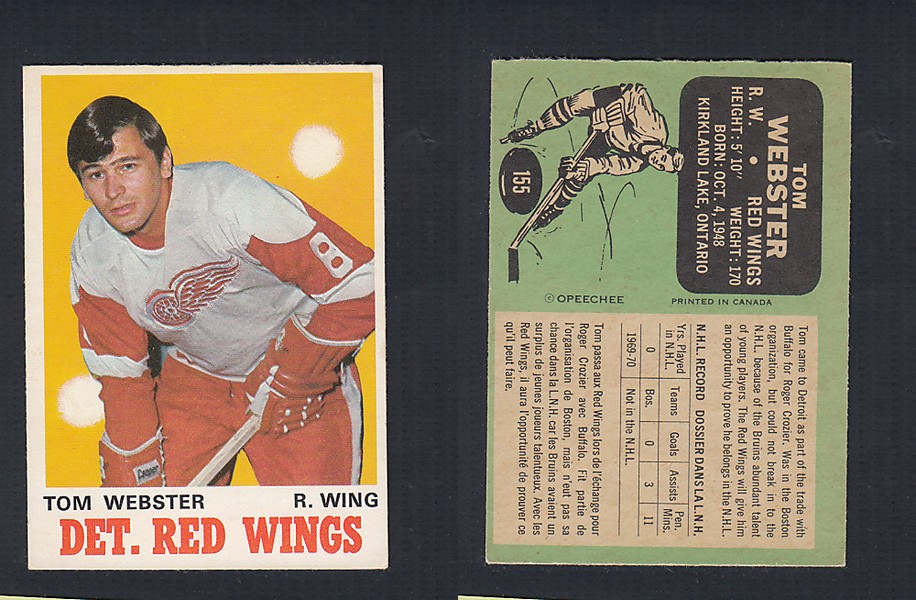 8
Cooper
TOM WEBSTER R. WING
DET. RED WINGS
155
TOM
WEBSTER
R. W. • RED WINGS
HEIGHT: 5' 10" WEIGHT: 170
BORN: OCT. 4, 1948
KIRKLAND LAKE, ONTARIO
© OPEECHEE PRINTED IN CANADA
Tom came to Detroit as part of the trade with
Buffalo for Roger Crozier. Was in the Boston
organization, but could not break in to the
N.H.L. because of the Bruins abundant talent
of young players. The Red Wings will give him
an opportunity to prove he belongs in the N.H.L.
N.H.L. RECORD DOSSIER DANS LA L.N.H.
Yrs. Played in N.H.L. Teams Goals Assists Pen. Mins.
0 Bos. 0 3 11
1969-70 Not in the N.H.L.
Tom passa aux Red Wings lors de l'échange pour
Roger Crozier avec Buffalo. Fit partie de
l'organisation de Boston, mais n'eut pas sa
chance dans la L.N.H. car les Bruins avaient un
surplus de jeunes joueurs talentueux. Avec les
Red Wings, il aura l'opportunité de prouver ce
qu'il peut faire.